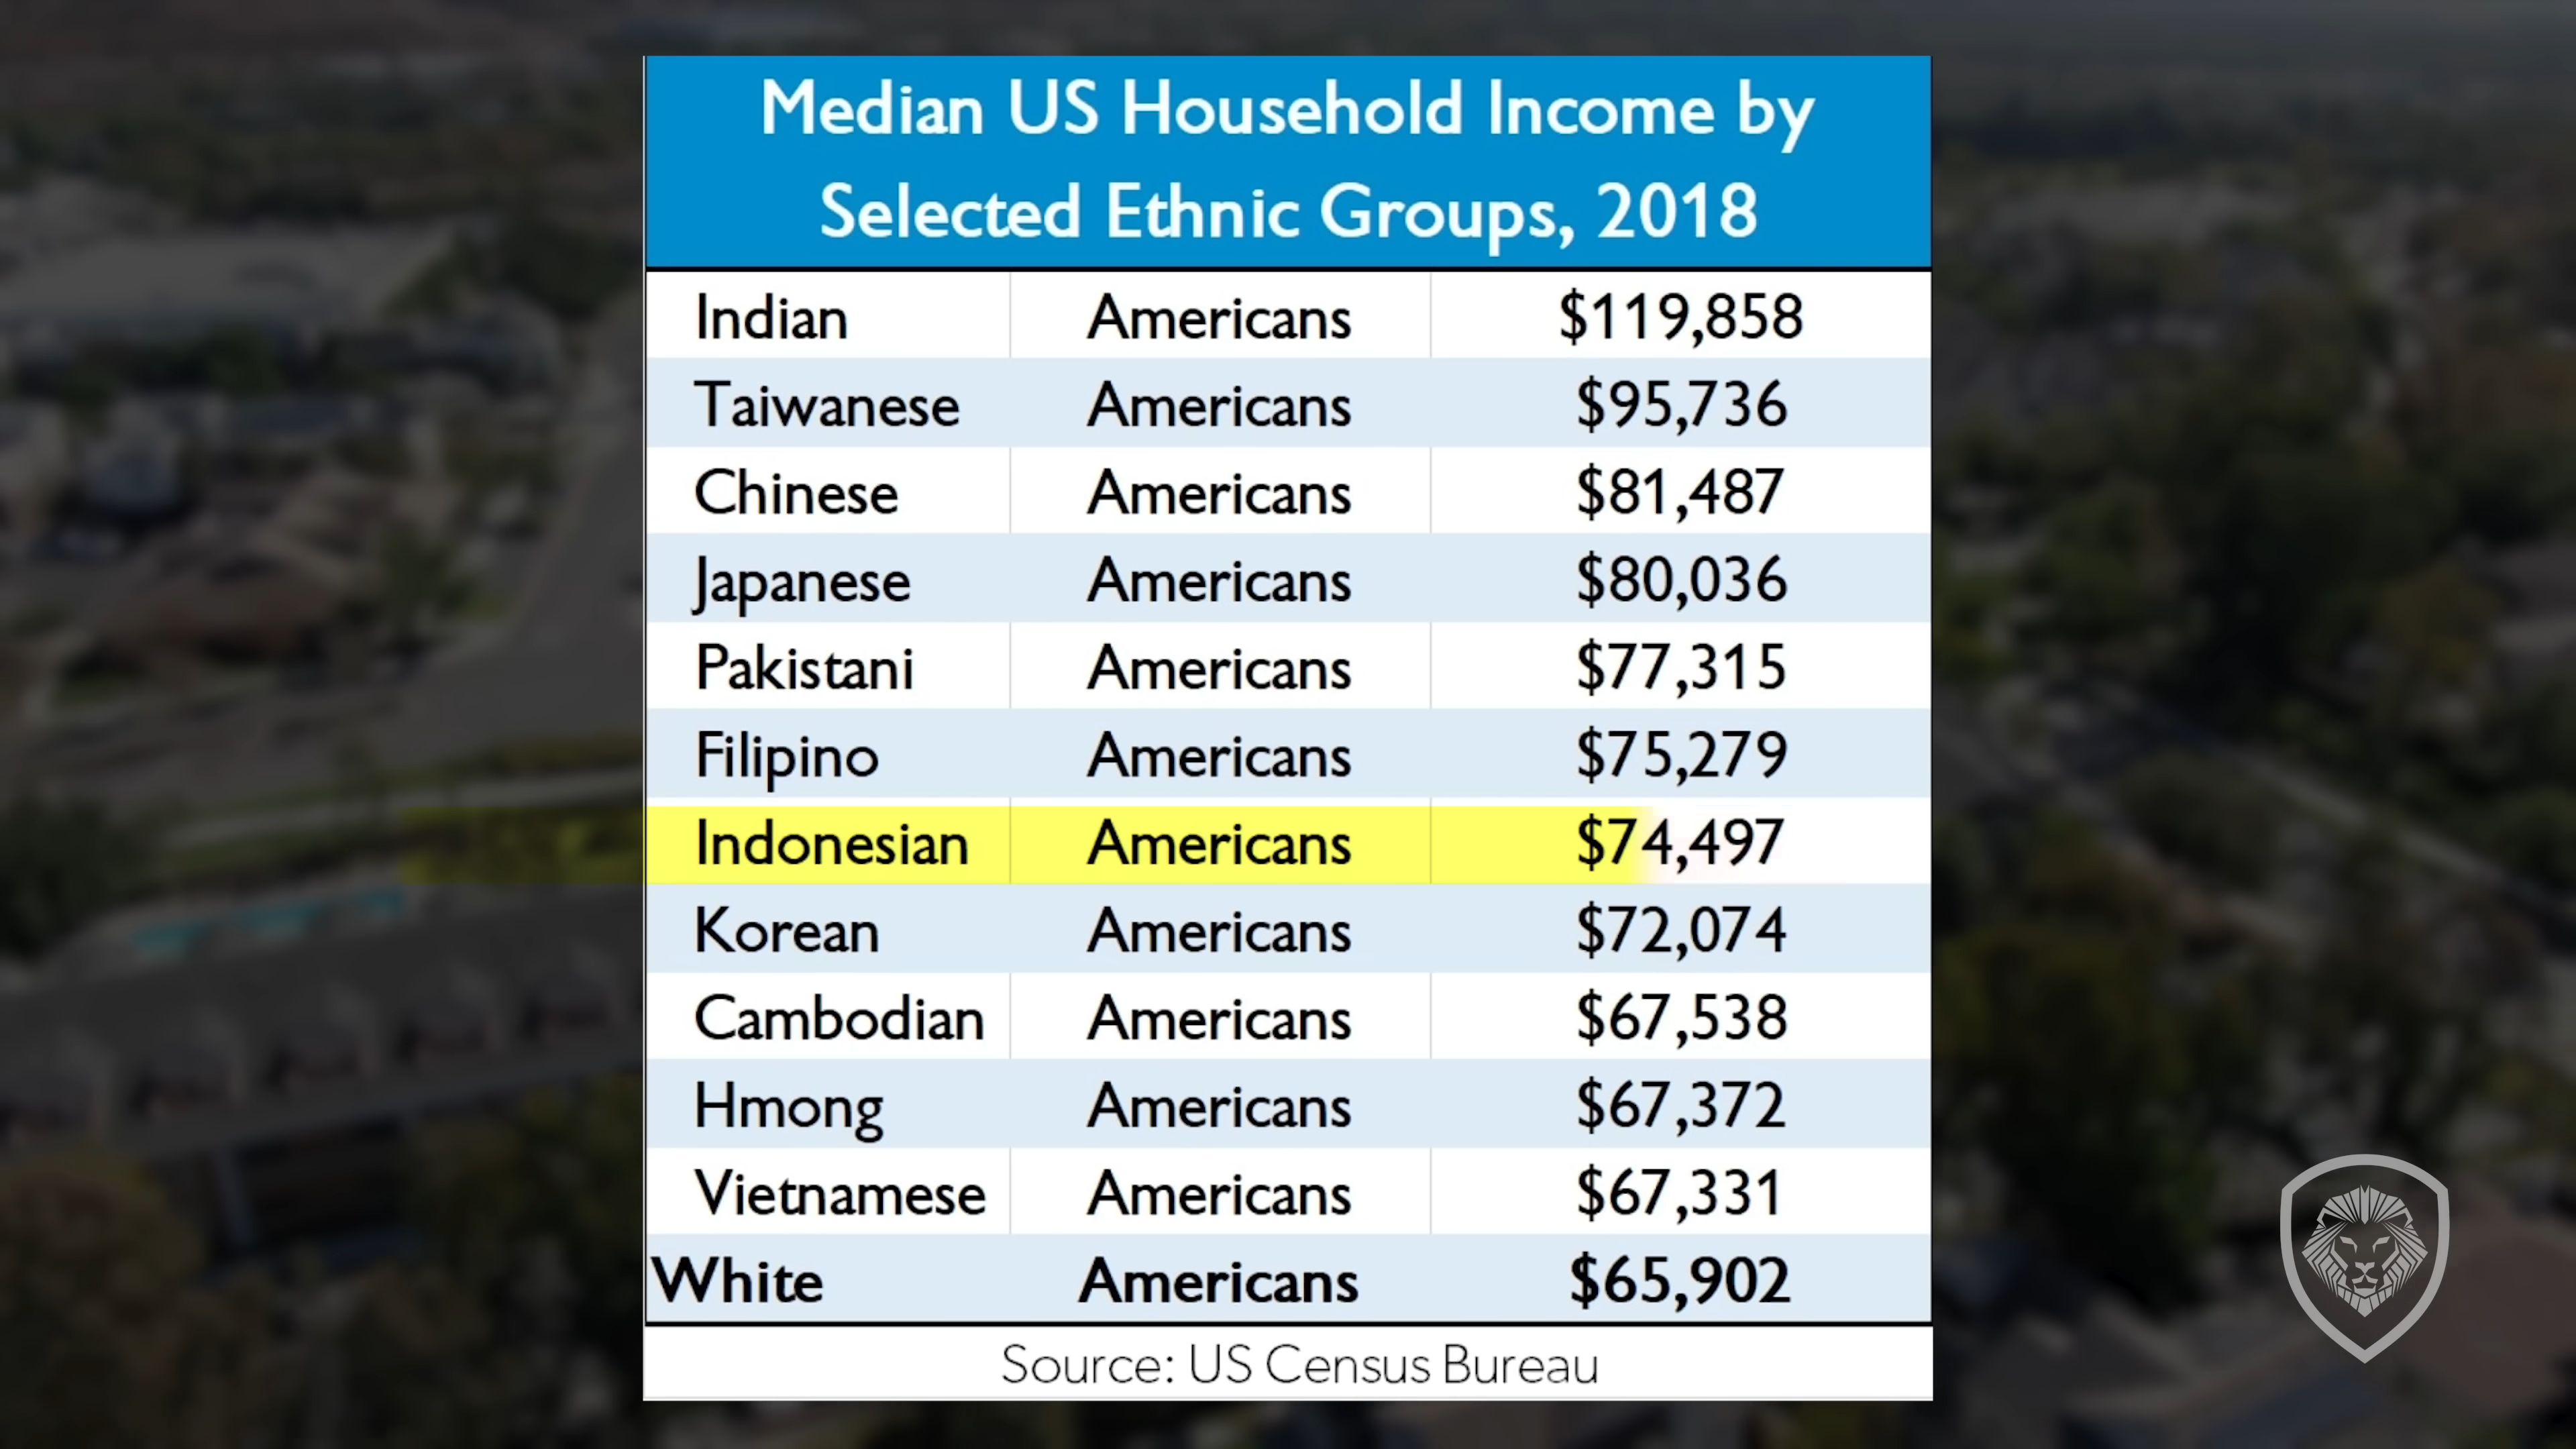 Median US Household Income by
Selected Ethnic Groups, 2018
Indian Americans $119,858
Taiwanese Americans $95,736
Chinese Americans $81,487
Japanese Americans $80,036
Pakistani Americans $77,315
Filipino Americans $75,279
Indonesian Americans $74,497
Korean Americans $72,074
Cambodian Americans $67,538
Hmong Americans $67,372
Vietnamese Americans $67,331
White Americans $65,902
Source: US Census Bureau